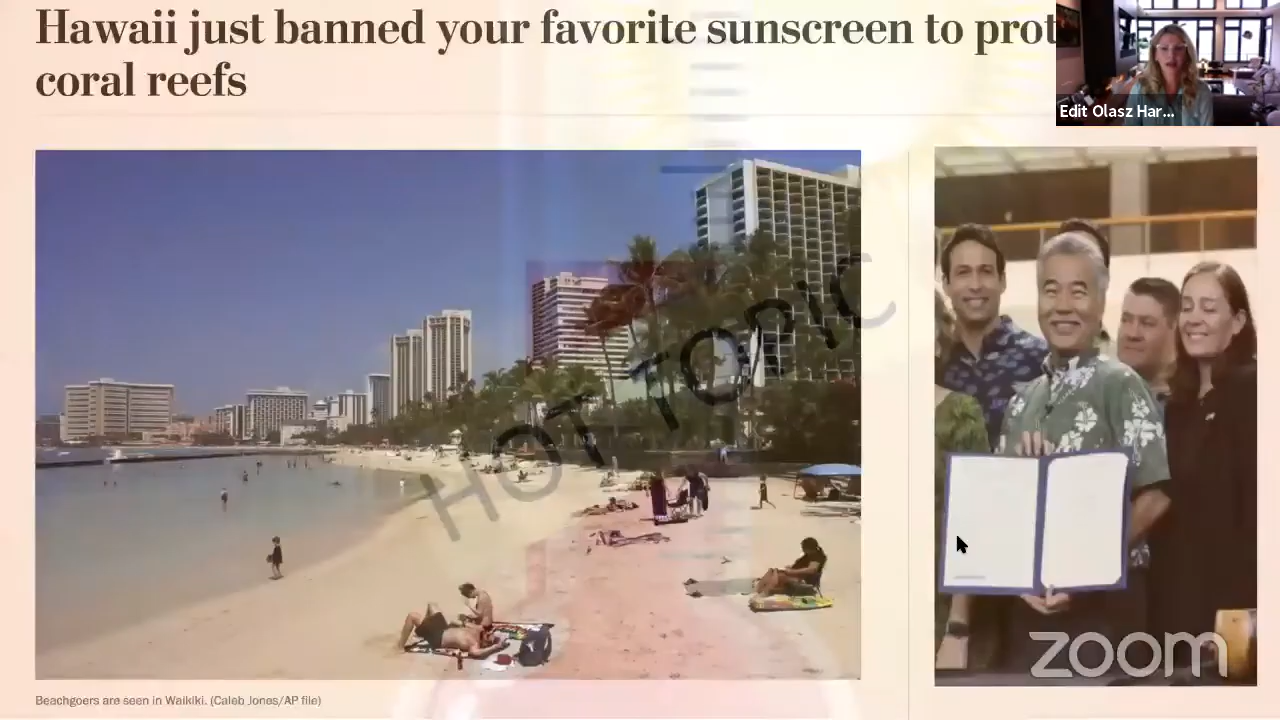 Hawaii just banned your favorite sunscreen to prot
coral reefs
Edit Olasz Har...
HOT TOPIC
zoom
Beachgoers are seen in Waikiki. (Caleb Jones/AP file)